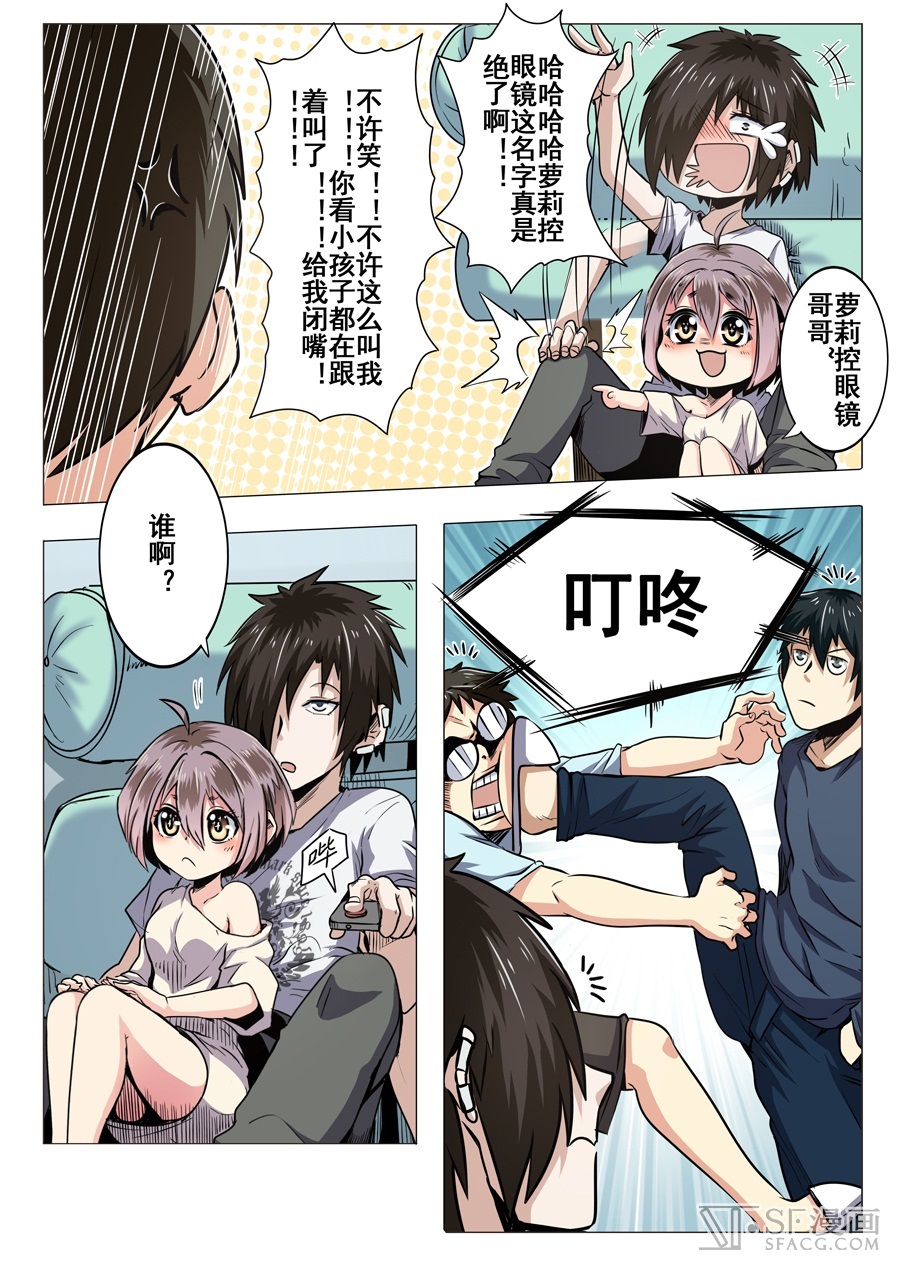 哈哈哈哈萝莉控
眼镜这名字真是
绝了啊！！！
萝莉控眼镜
哥哥~
不许笑！！不许这么叫我
！！！！你看小孩子都在跟
着叫了！！！！给我闭嘴！
！！！！
叮咚
谁啊？
哔
SF漫画
SFACG.COM